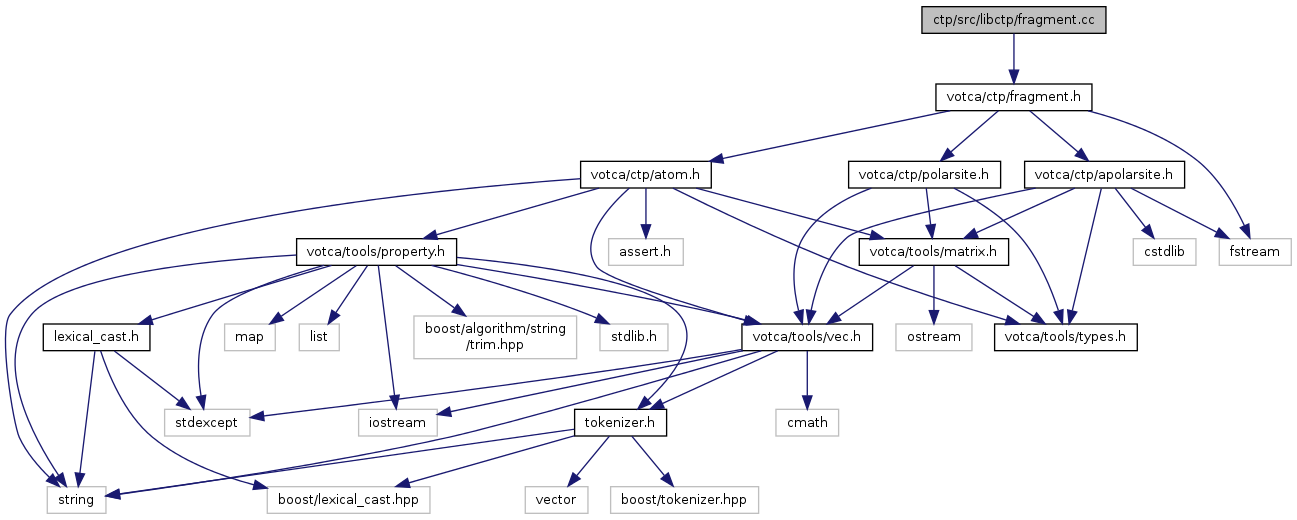 ctp/src/libctp/fragment.cc
votca/ctp/fragment.h
votca/ctp/atom.h
votca/ctp/polarsite.h
votca/ctp/apolarsite.h
votca/tools/property.h
assert.h
votca/tools/matrix.h
cstdlib
fstream
lexical_cast.h
map
list
boost/algorithm/string
/trim.hpp
stdlib.h
votca/tools/vec.h
ostream
votca/tools/types.h
stdexcept
iostream
tokenizer.h
cmath
string
boost/lexical_cast.hpp
vector
boost/tokenizer.hpp